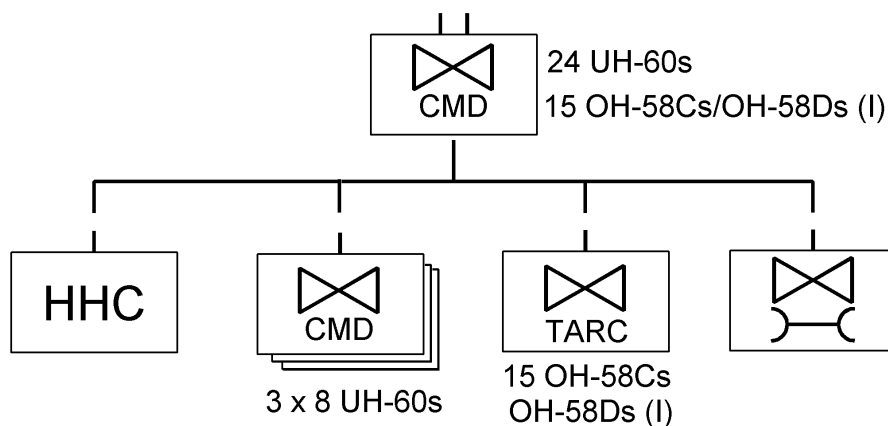 24 UH-60s
CMD
15 OH-58Cs/OH-58Ds (I)
HHC
CMD
TARC
3 x 8 UH-60s
15 OH-58Cs
OH-58Ds (I)